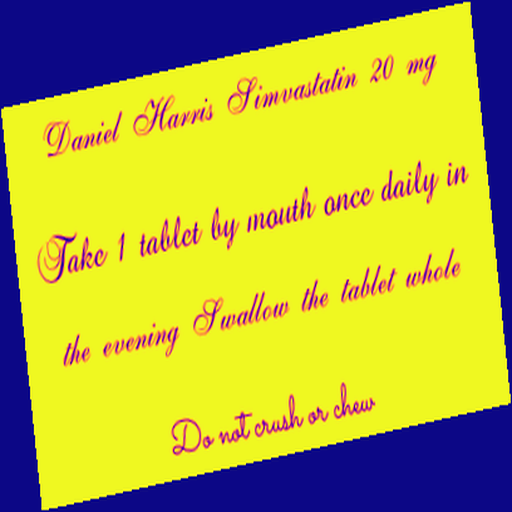 Daniel Harris Simvastatin 20 mg
Take 1 tablet by mouth once daily in
the evening Swallow the tablet whole
Do not crush or chew